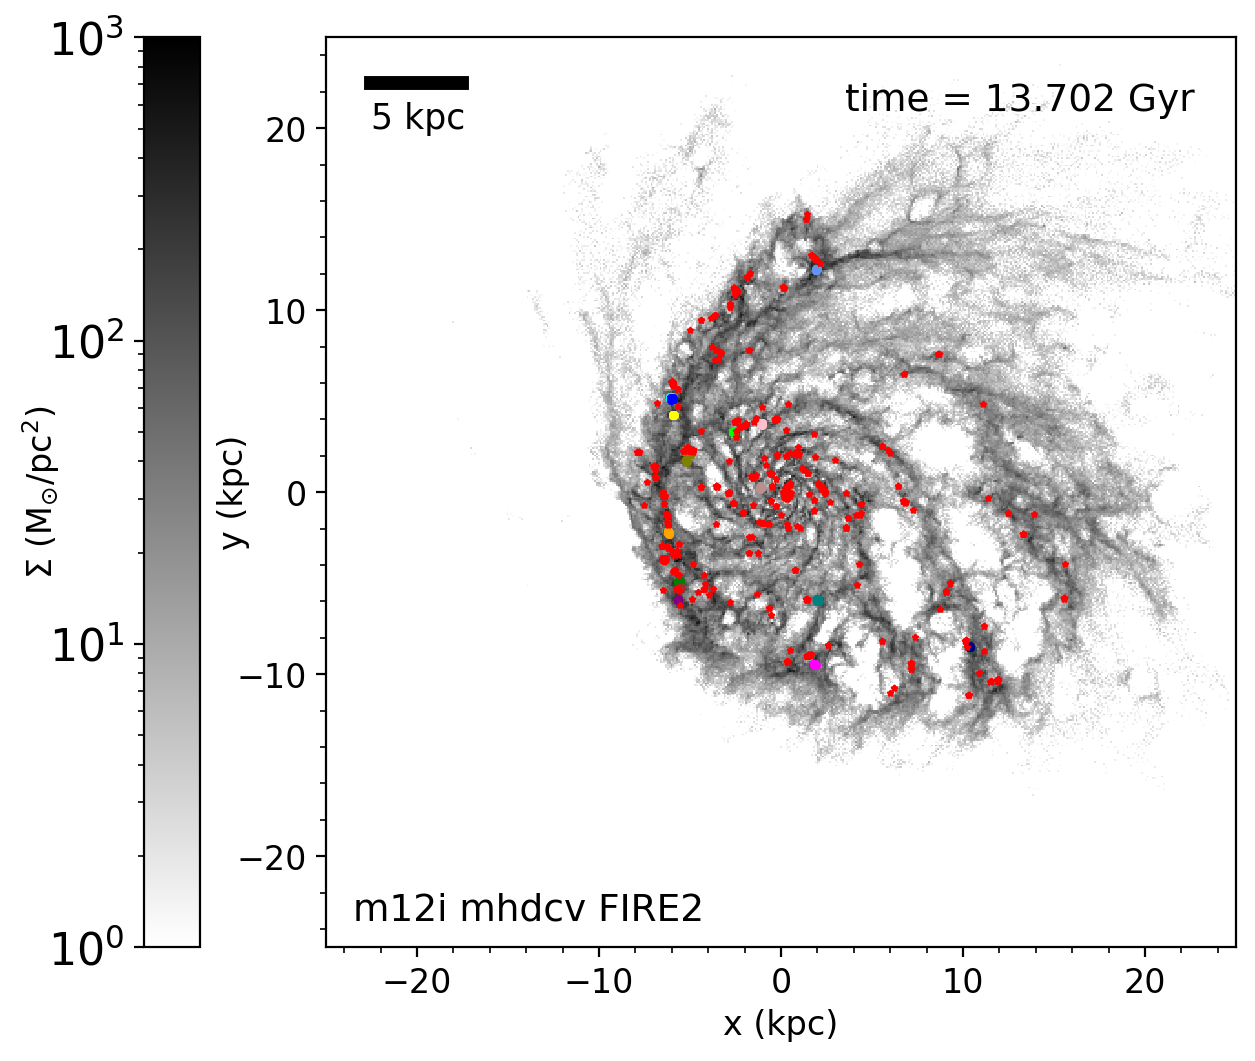 10³
10²
10¹
10⁰
Σ (M⊙/pc²)
20
10
0
−10
−20
y (kpc)
5 kpc
time = 13.702 Gyr
m12i mhdcv FIRE2
−20
−10
0
10
20
x (kpc)